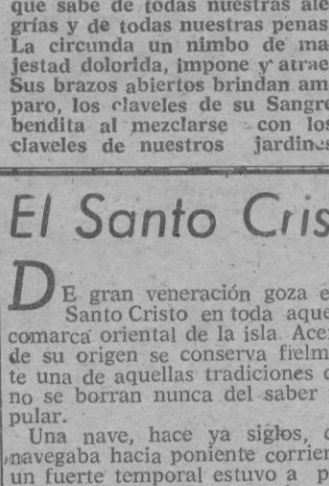 que sabe de todas nuestras ale
grías y de todas nuestras penas
La circunda un nimbo de ma
jestad dolorida, impone y atrae
Sus brazos abiertos brindan am
paro, los claveles de su Sangre
bendita al mezclarse con los
claveles de nuestros jardines
El Santo Cris
DE gran veneración goza e
Santo Cristo en toda aque
comarca oriental de la isla. Acer
de su origen se conserva fielm
te una de aquellas tradiciones q
no se borran nunca del saber
pular.
Una nave, hace ya siglos, q
navegaba hacia poniente corrien
un fuerte temporal estuvo a p